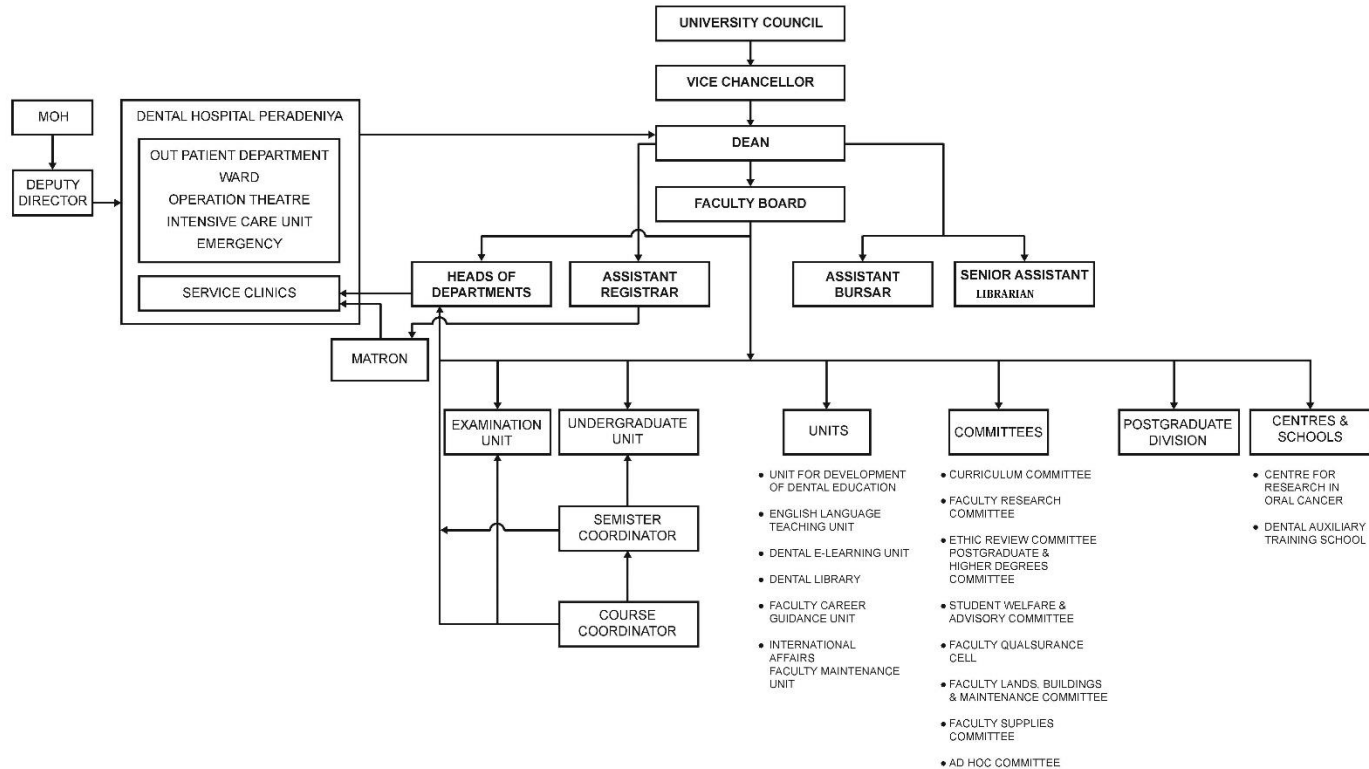 UNIVERSITY COUNCIL
VICE CHANCELLOR
MOH
DENTAL HOSPITAL PERADENIYA
DEAN
OUT PATIENT DEPARTMENT
WARD
OPERATION THEATRE
INTENSIVE CARE UNIT
EMERGENCY
DEPUTY
DIRECTOR
FACULTY BOARD
SERVICE CLINICS
HEADS OF
DEPARTMENTS
ASSISTANT
REGISTRAR
ASSISTANT
BURSAR
SENIOR ASSISTANT
LIBRARIAN
MATRON
EXAMINATION
UNIT
UNDERGRADUATE
UNIT
UNITS
COMMITTEES
POSTGRADUATE
DIVISION
CENTRES &
SCHOOLS
SEMISTER
COORDINATOR
COURSE
COORDINATOR
• UNIT FOR DEVELOPMENT
OF DENTAL EDUCATION
• ENGLISH LANGUAGE
TEACHING UNIT
• DENTAL E-LEARNING UNIT
• DENTAL LIBRARY
• FACULTY CAREER
GUIDANCE UNIT
• INTERNATIONAL
AFFAIRS
FACULTY MAINTENANCE
UNIT
• CURRICULUM COMMITTEE
• FACULTY RESEARCH
COMMITTEE
• ETHIC REVIEW COMMITTEE
POSTGRADUATE &
HIGHER DEGREES
COMMITTEE
• STUDENT WELFARE &
ADVISORY COMMITTEE
• FACULTY QUALSURANCE
CELL
• FACULTY LANDS, BUILDINGS
& MAINTENANCE COMMITTEE
• FACULTY SUPPLIES
COMMITTEE
• AD HOC COMMITTEE
• CENTRE FOR
RESEARCH IN
ORAL CANCER
• DENTAL AUXILIARY
TRAINING SCHOOL